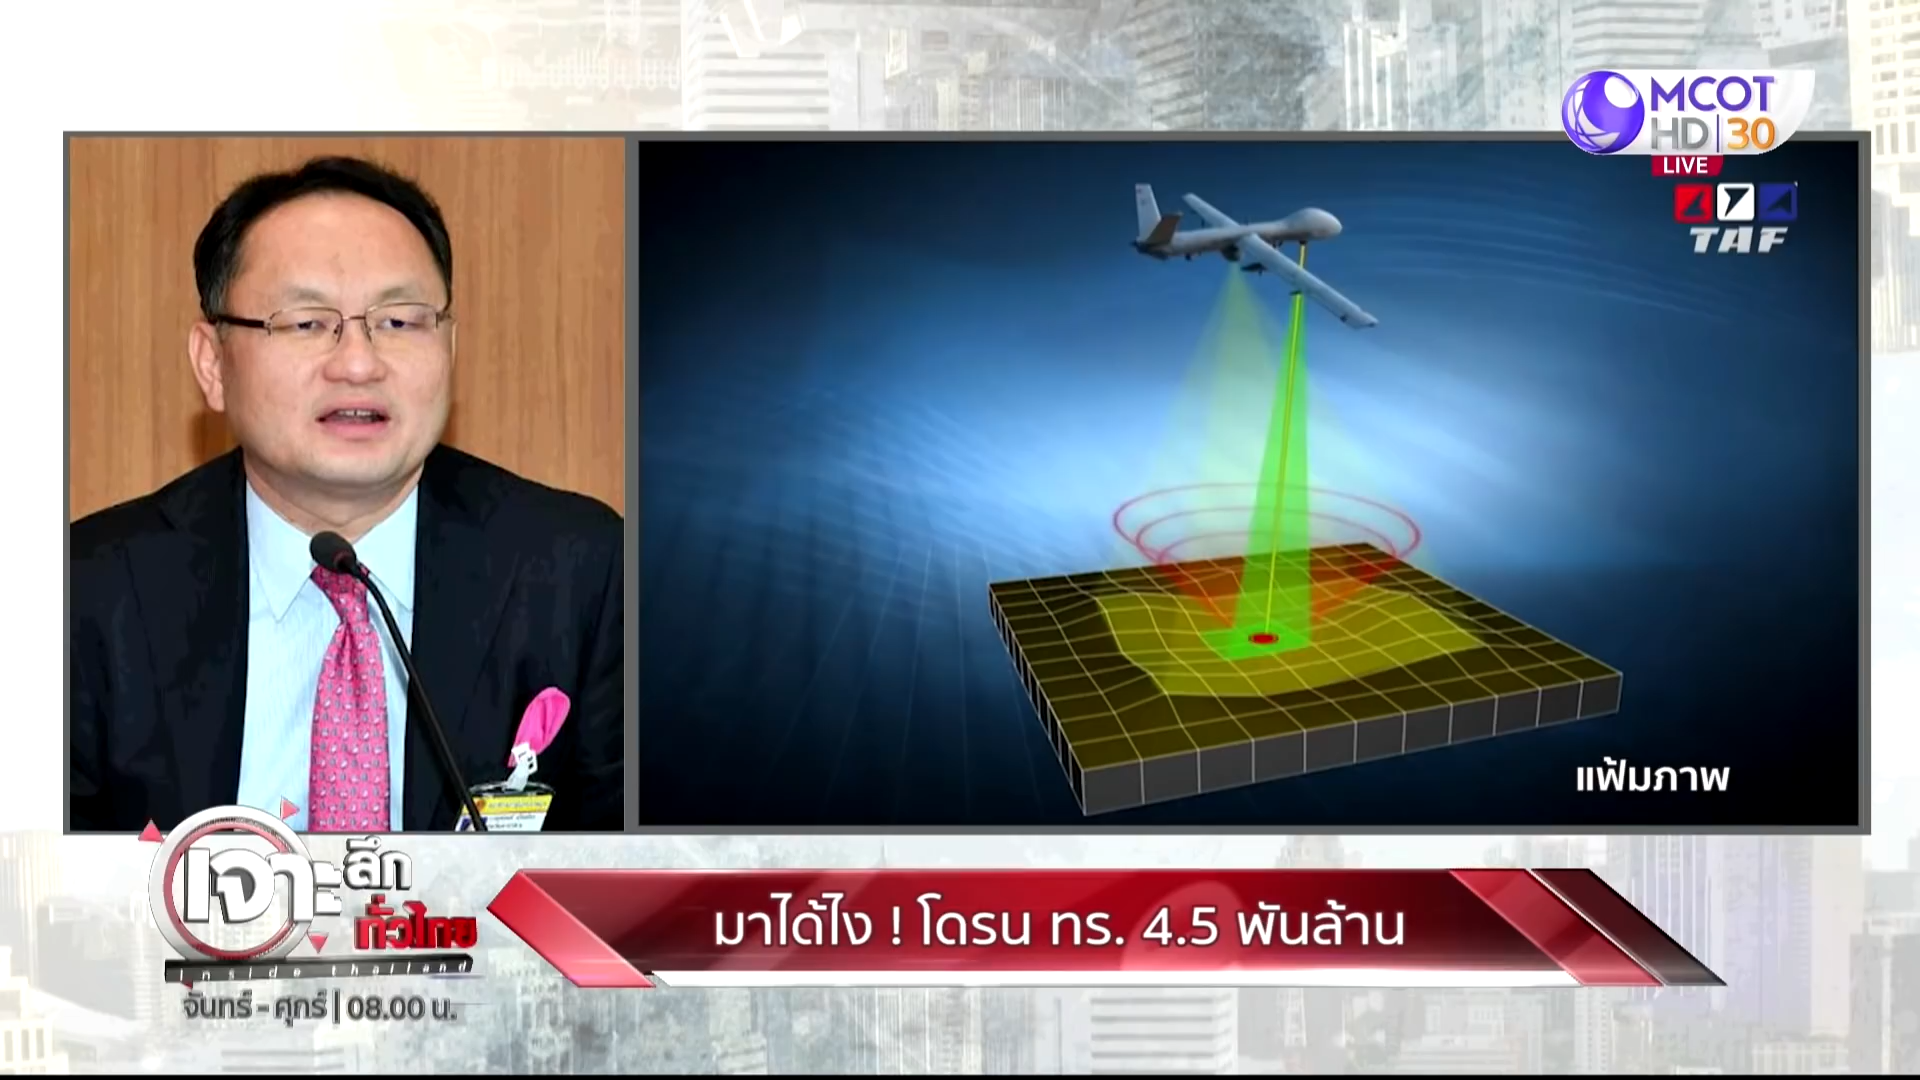 MCOT
HD 30
LIVE
TAF
แฟ้มภาพ
เจาะลึก
ทั่วไทย
inside thailand
จันทร์ - ศุกร์ | 08.00 น.
มาได้ไง ! โดรน ทร. 4.5 พันล้าน